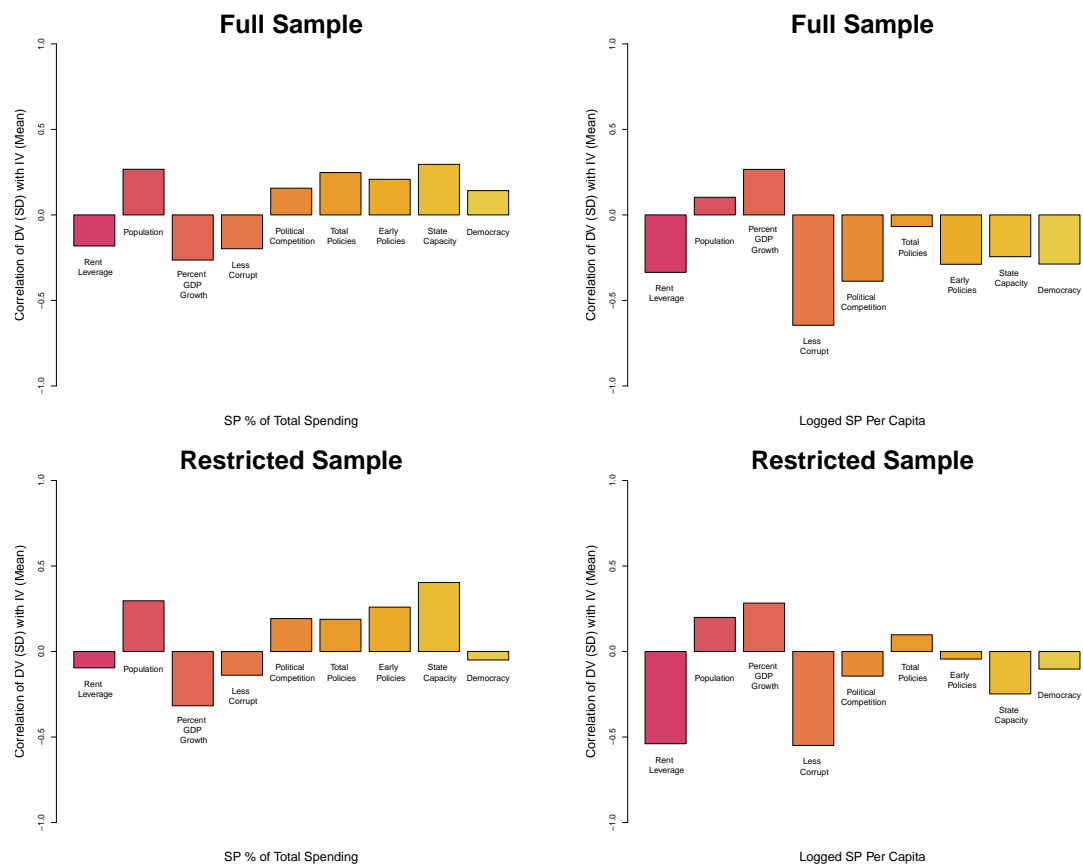 Full Sample
Correlation of DV (SD) with IV (Mean)
1.0
0.5
0.0
−0.5
−1.0
Rent
Leverage
Population
Percent
GDP
Growth
Less
Corrupt
Political
Competition
Total
Policies
Early
Policies
State
Capacity
Democracy
SP % of Total Spending
Full Sample
Correlation of DV (SD) with IV (Mean)
1.0
0.5
0.0
−0.5
−1.0
Rent
Leverage
Population
Percent
GDP
Growth
Less
Corrupt
Political
Competition
Total
Policies
Early
Policies
State
Capacity
Democracy
Logged SP Per Capita
Restricted Sample
Correlation of DV (SD) with IV (Mean)
1.0
0.5
0.0
−0.5
−1.0
Rent
Leverage
Population
Percent
GDP
Growth
Less
Corrupt
Political
Competition
Total
Policies
Early
Policies
State
Capacity
Democracy
SP % of Total Spending
Restricted Sample
Correlation of DV (SD) with IV (Mean)
1.0
0.5
0.0
−0.5
−1.0
Rent
Leverage
Population
Percent
GDP
Growth
Less
Corrupt
Political
Competition
Total
Policies
Early
Policies
State
Capacity
Democracy
Logged SP Per Capita